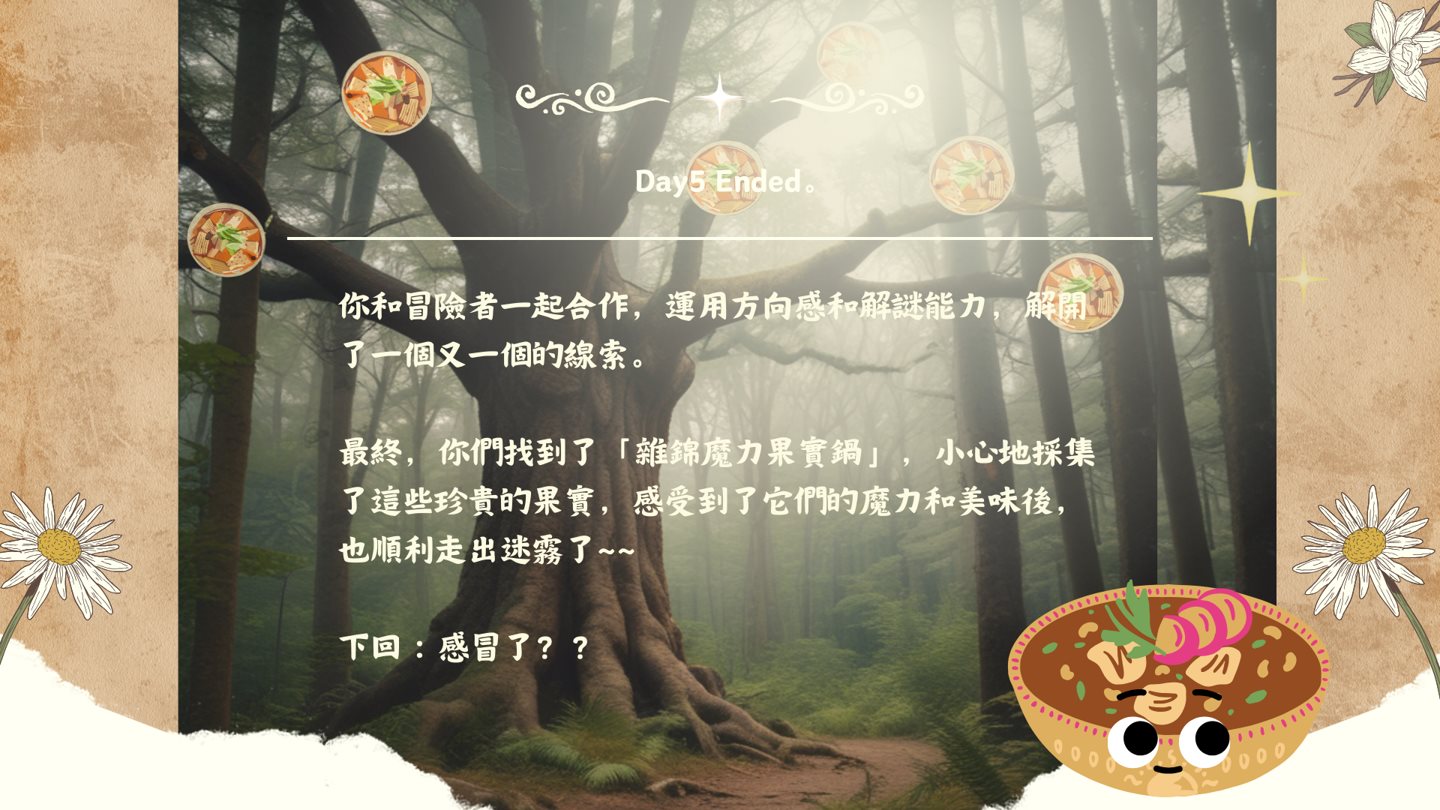 Day5 Ended。
你和冒險者一起合作，運用方向感和解謎能力，解開
了一個又一個的線索。
最終，你們找到了「雜錦魔力果實鍋」，小心地採集
了這些珍貴的果實，感受到了它們的魔力和美味後，
也順利走出迷霧了~~
下回：感冒了？？